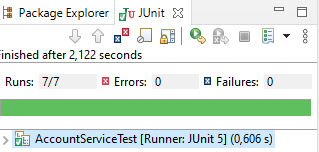 Package Explorer JUnit
Finished after 2,122 seconds
Runs: 7/7 Errors: 0 Failures: 0
AccountServiceTest [Runner: JUnit 5] (0,606 s)